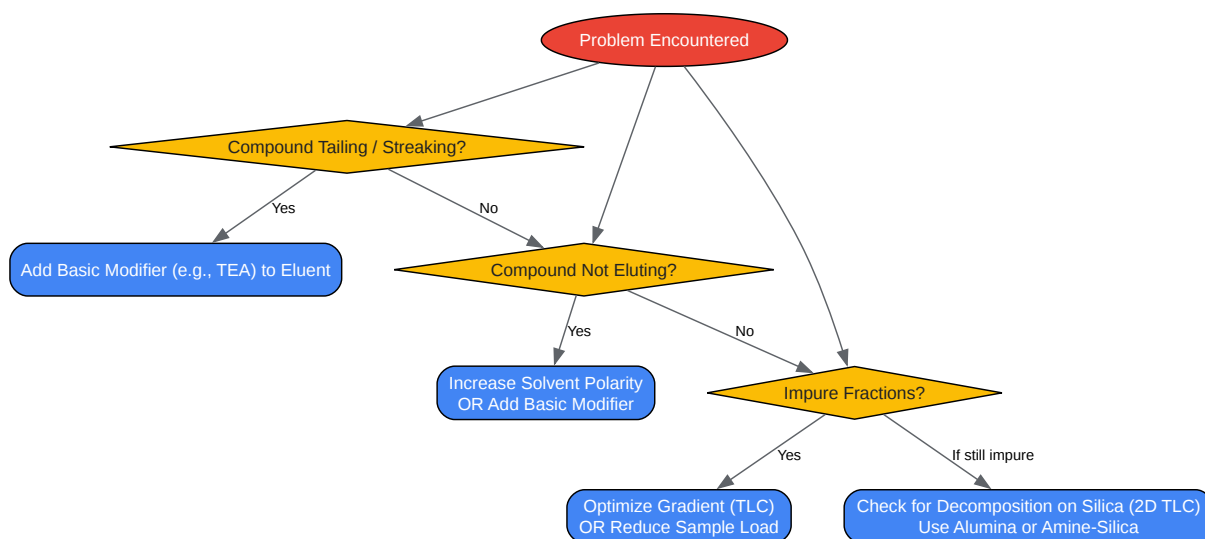 Problem Encountered
Compound Tailing / Streaking?
Yes
No
Add Basic Modifier (e.g., TEA) to Eluent
Compound Not Eluting?
Yes
No
Increase Solvent Polarity
OR Add Basic Modifier
Impure Fractions?
Yes
If still impure
Optimize Gradient (TLC)
OR Reduce Sample Load
Check for Decomposition on Silica (2D TLC)
Use Alumina or Amine-Silica